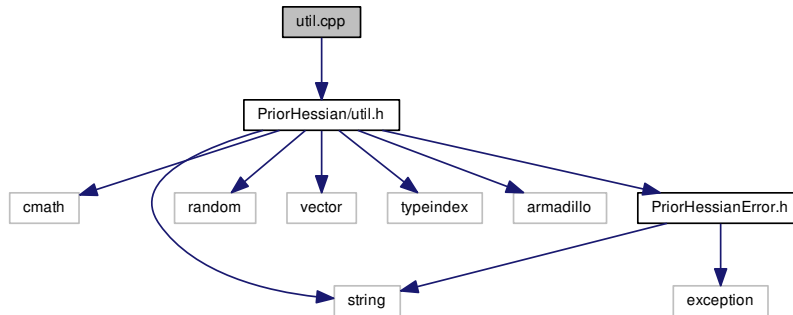 util.cpp
PriorHessian/util.h
cmath
random
vector
typeindex
armadillo
PriorHessianError.h
string
exception